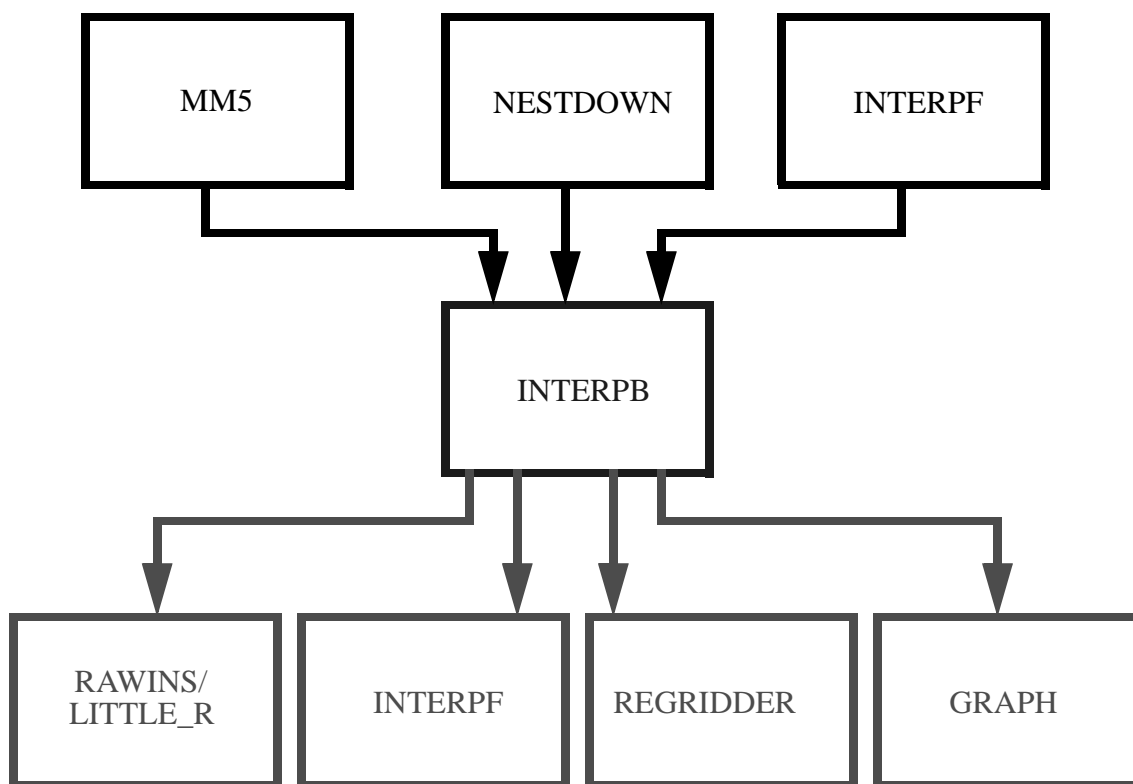 MM5
NESTDOWN
INTERPF
INTERPB
RAWINS/
LITTLE_R
INTERPF
REGRIDDER
GRAPH